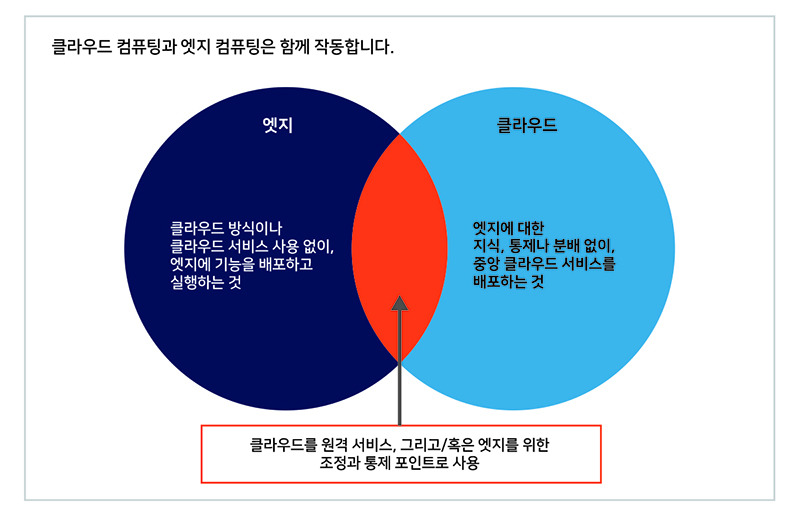 클라우드 컴퓨팅과 엣지 컴퓨팅은 함께 작동합니다.
엣지
클라우드 방식이나
클라우드 서비스 사용 없이,
엣지에 기능을 배포하고
실행하는 것
클라우드
엣지에 대한
지식, 통제나 분배 없이,
중앙 클라우드 서비스를
배포하는 것
클라우드를 원격 서비스, 그리고/혹은 엣지를 위한
조정과 통제 포인트로 사용